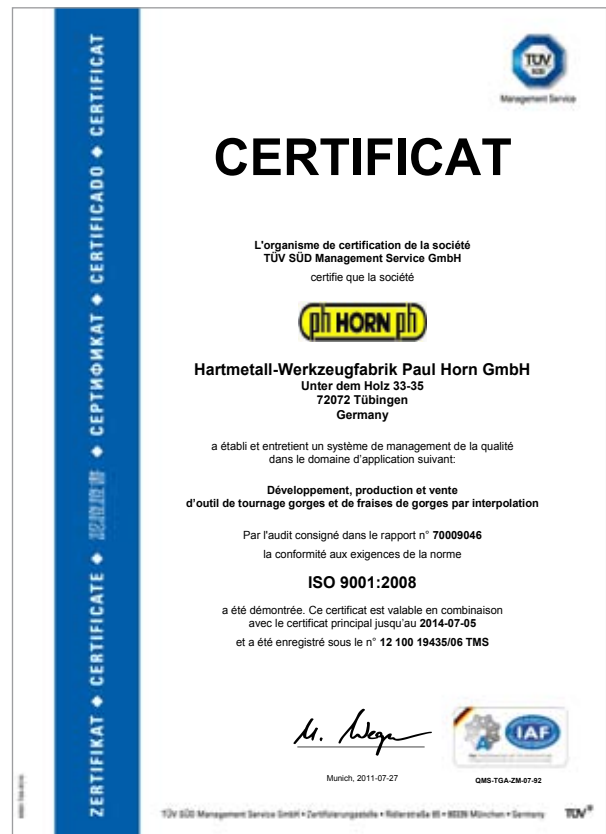 TÜV
SÜD
Management Service
CERTIFICAT
L'organisme de certification de la société
TÜV SÜD Management Service GmbH
certifie que la société
ph HORN ph
Hartmetall-Werkzeugfabrik Paul Horn GmbH
Unter dem Holz 33-35
72072 Tübingen
Germany
a établi et entretient un système de management de la qualité
dans le domaine d'application suivant:
Développement, production et vente
d'outil de tournage gorges et de fraises de gorges par interpolation
Par l'audit consigné dans le rapport n° 70009046
la conformité aux exigences de la norme
ISO 9001:2008
a été démontrée. Ce certificat est valable en combinaison
avec le certificat principal jusqu'au 2014-07-05
et a été enregistré sous le n° 12 100 19435/06 TMS
Munich, 2011-07-27
IAF
QMS-TGA-ZM-07-92
TÜV SÜD Management Service GmbH • Zertifizierungsstelle • Ridlerstraße 65 • 80339 München • Germany
TÜV®
ZERTIFIKAT ◆ CERTIFICATE ◆ 認證證書 ◆ СЕРТИФИКАТ ◆ CERTIFICADO ◆ CERTIFICAT